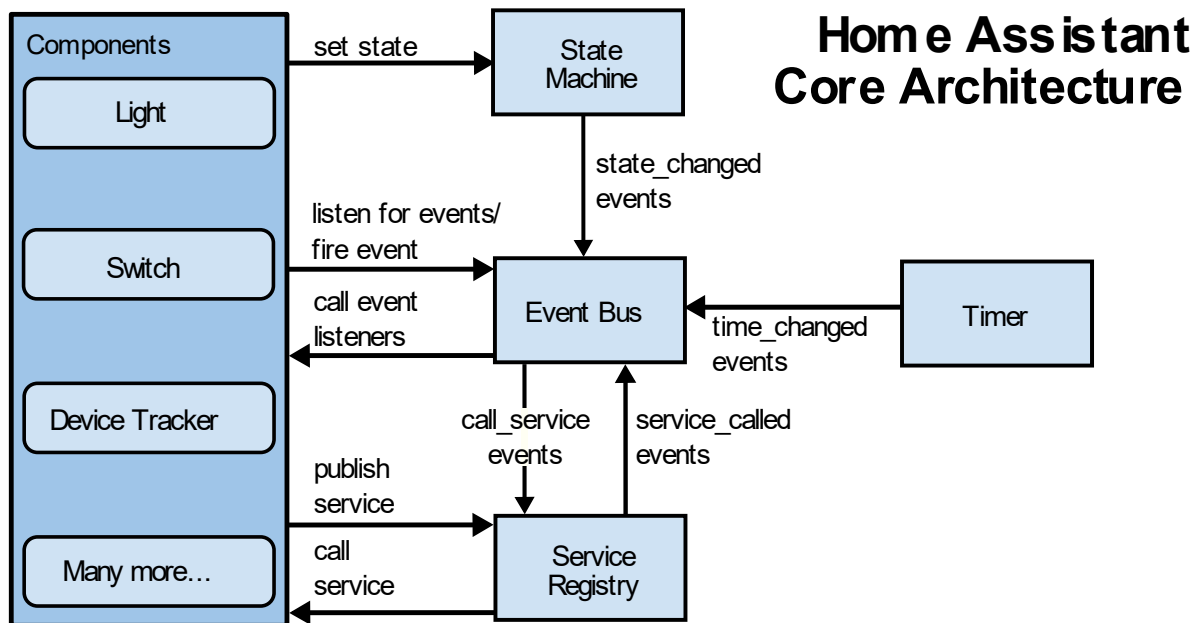 Home Assistant
Core Architecture
Components
Light
Switch
Device Tracker
Many more…
set state
State
Machine
state_changed
events
listen for events/
fire event
call event
listeners
Event Bus
time_changed
events
Timer
call_service
events
service_called
events
publish
service
call
service
Service
Registry